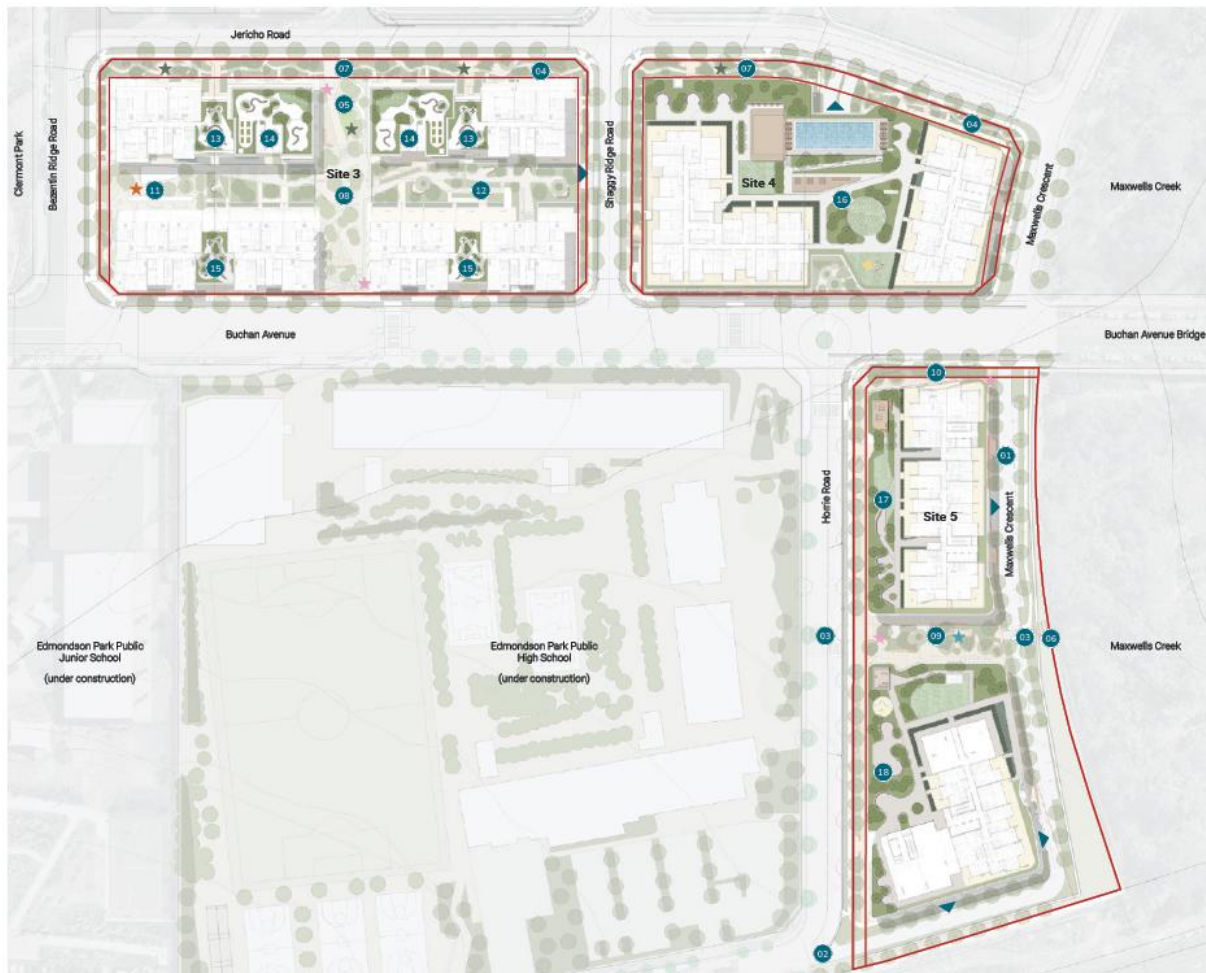 Jericho Road
07
04
05
13
14
14
13
Site 3
11
08
12
15
15
Clermont Park
Bezentin Ridge Road
Shaggy Ridge Road
07
04
Site 4
16
Maxwells Crescent
Maxwells Creek
Buchan Avenue
Buchan Avenue Bridge
10
01
17
Site 5
Horrie Road
Maxwells Crescent
03
09
03
06
Edmondson Park Public
Junior School
(under construction)
Edmondson Park Public
High School
(under construction)
Maxwells Creek
18
02